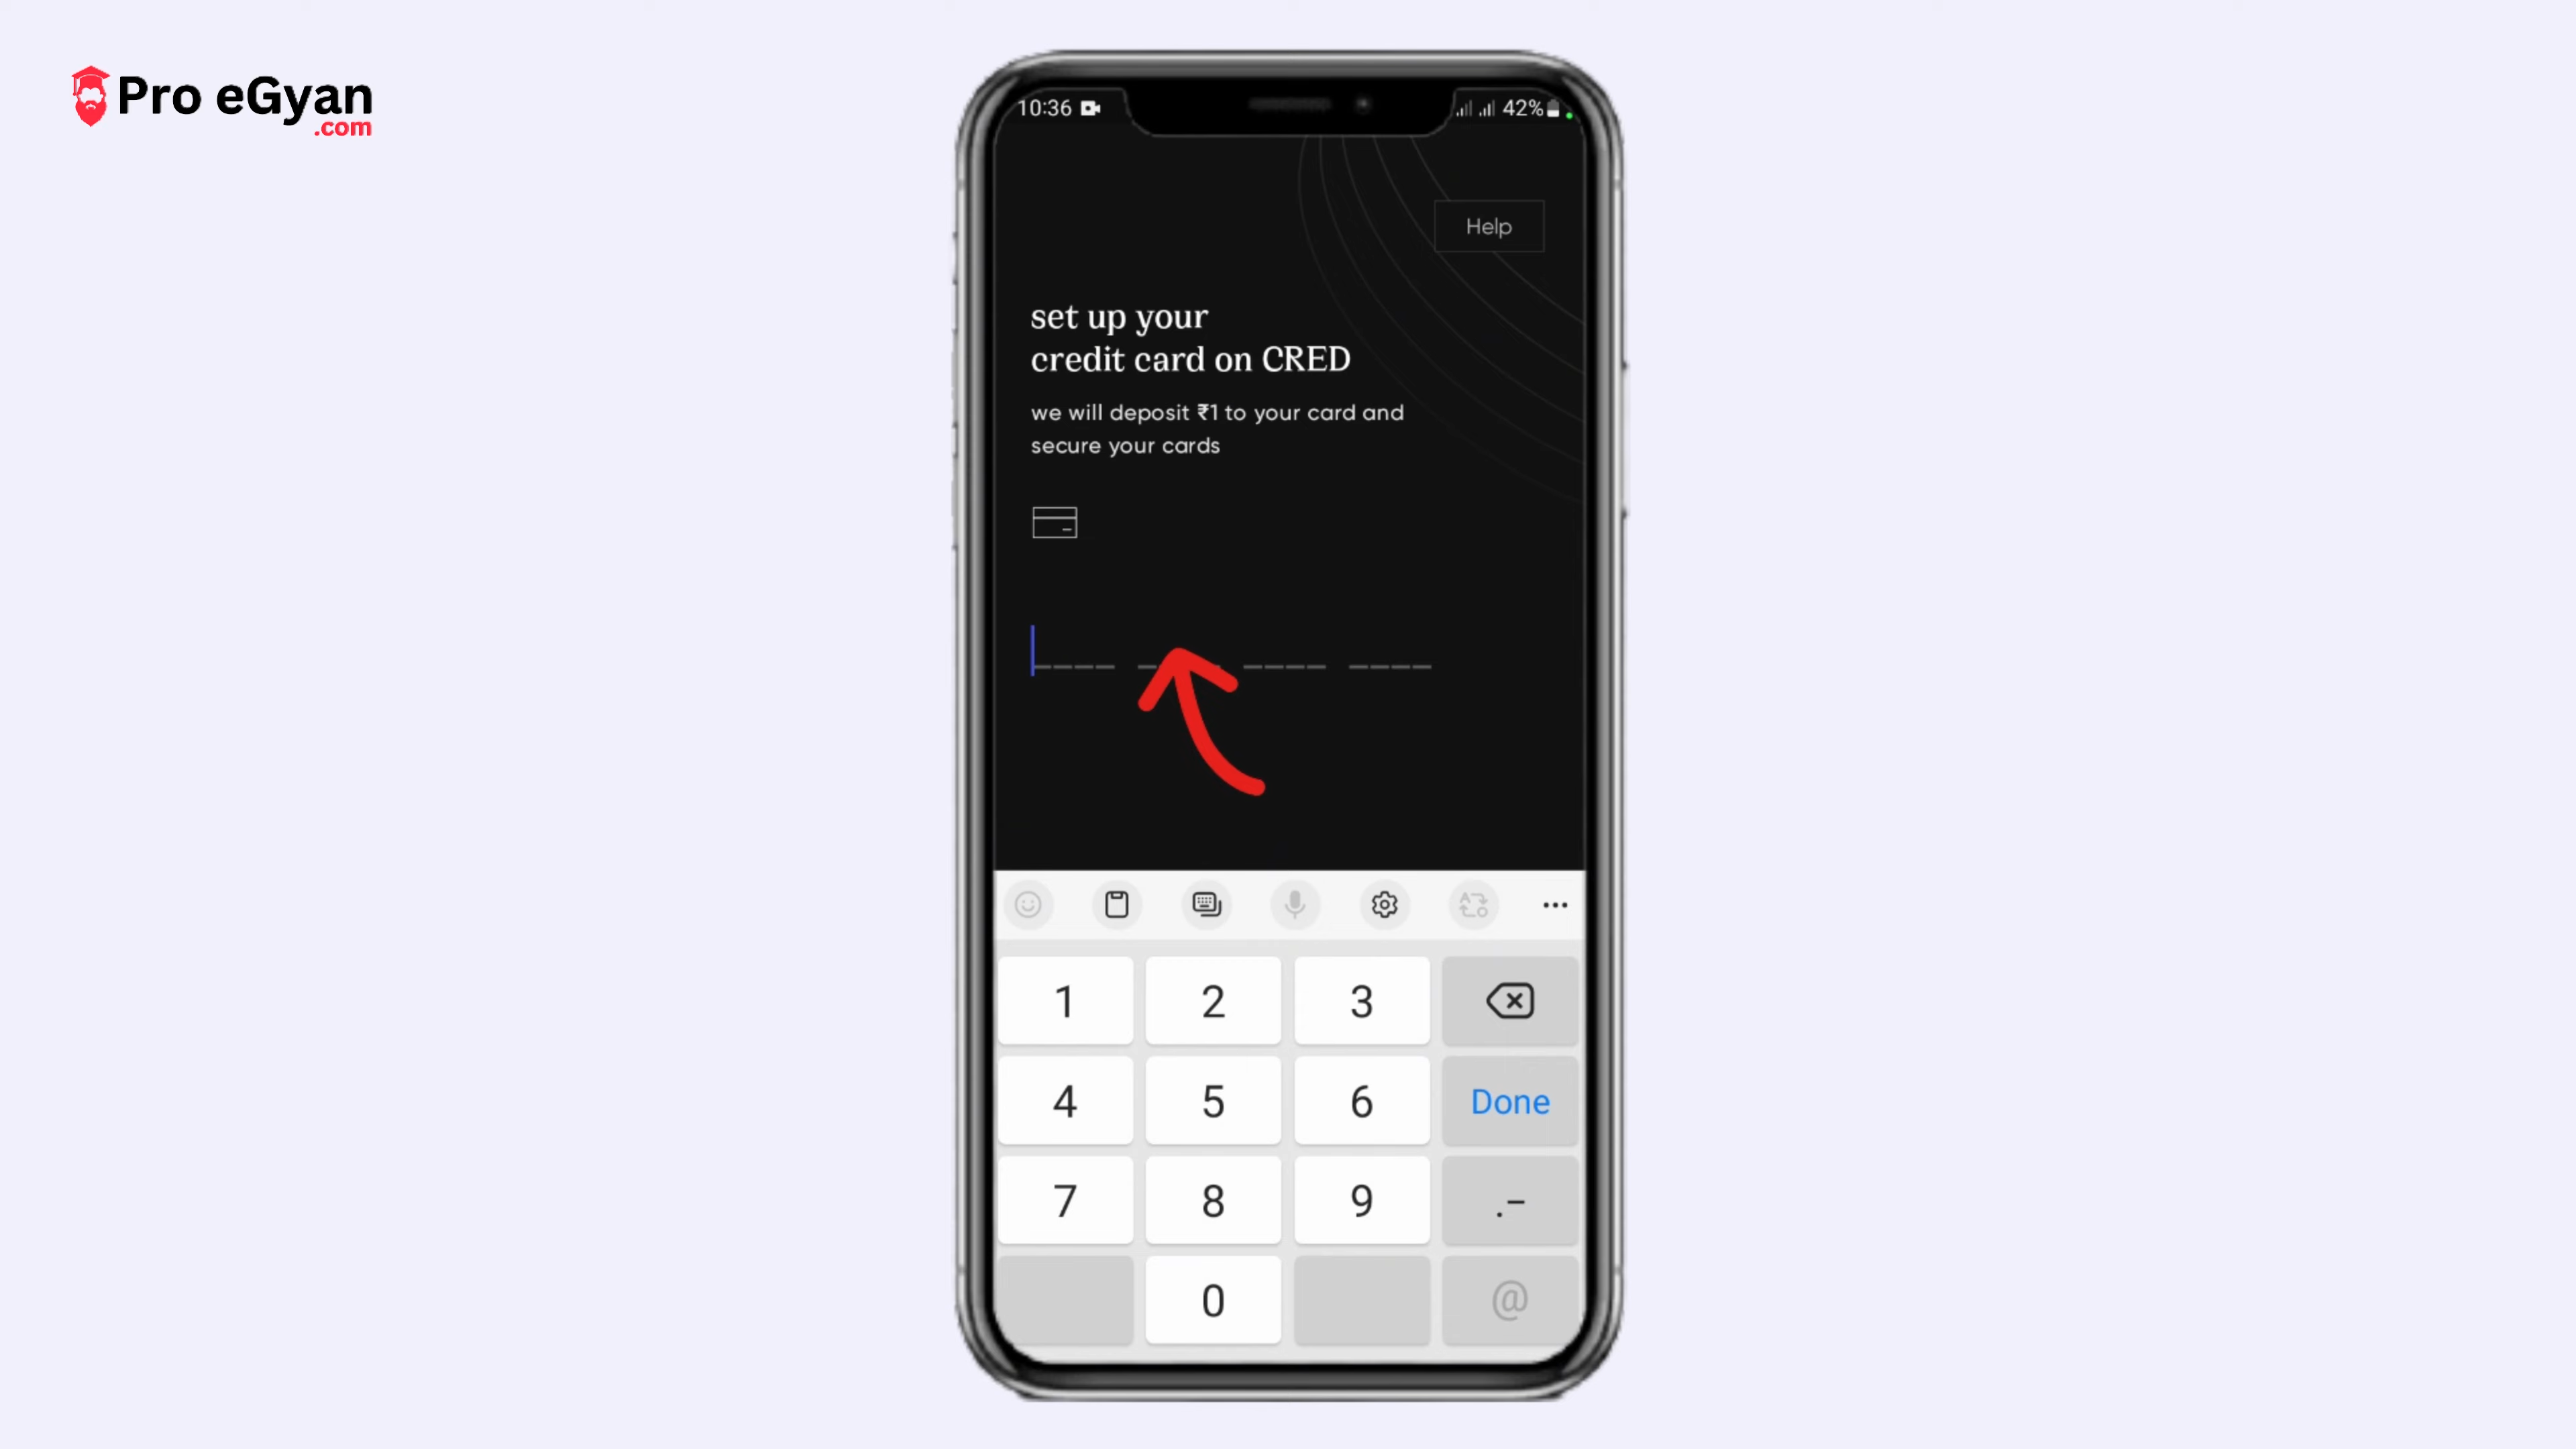 Pro eGyan
.com
10:36
42%
Help
set up your
credit card on CRED
we will deposit ₹1 to your card and
secure your cards
1 2 3
4 5 6 Done
7 8 9 .-
0 @